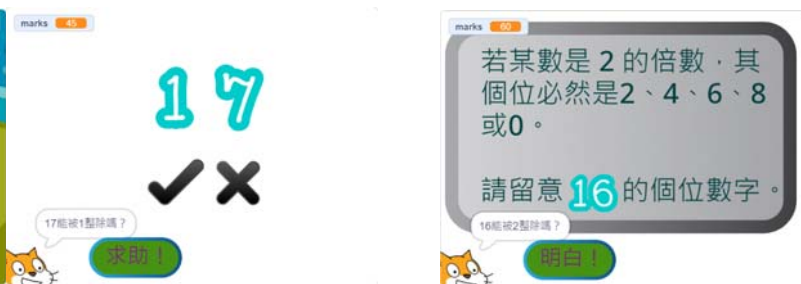 marks 45
17
17能被1整除嗎？
求助！
marks 60
若某數是 2 的倍數，其
個位必然是2、4、6、8
或0。
請留意 16 的個位數字。
16能被2整除嗎？
明白！